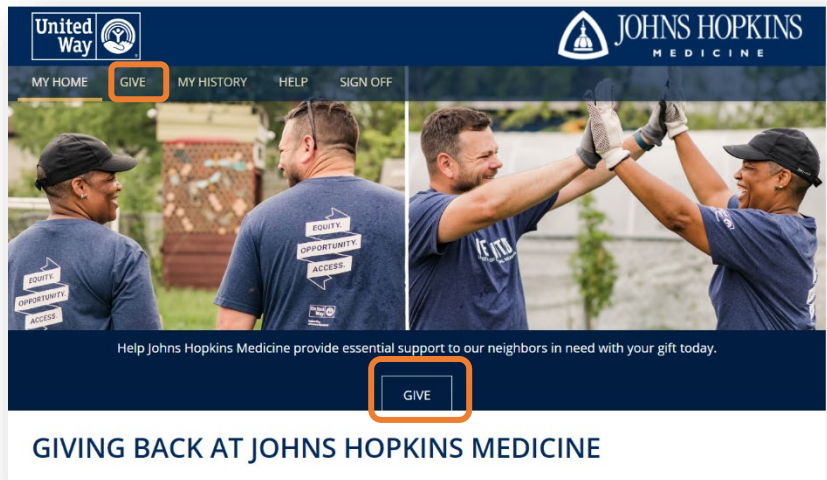 United
Way
JOHNS HOPKINS
MEDICINE
MY HOME GIVE MY HISTORY HELP SIGN OFF
EQUITY.
OPPORTUNITY.
ACCESS.
EQUITY.
OPPORTUNITY.
ACCESS.
United
Way
Help Johns Hopkins Medicine provide essential support to our neighbors in need with your gift today.
GIVE
GIVING BACK AT JOHNS HOPKINS MEDICINE